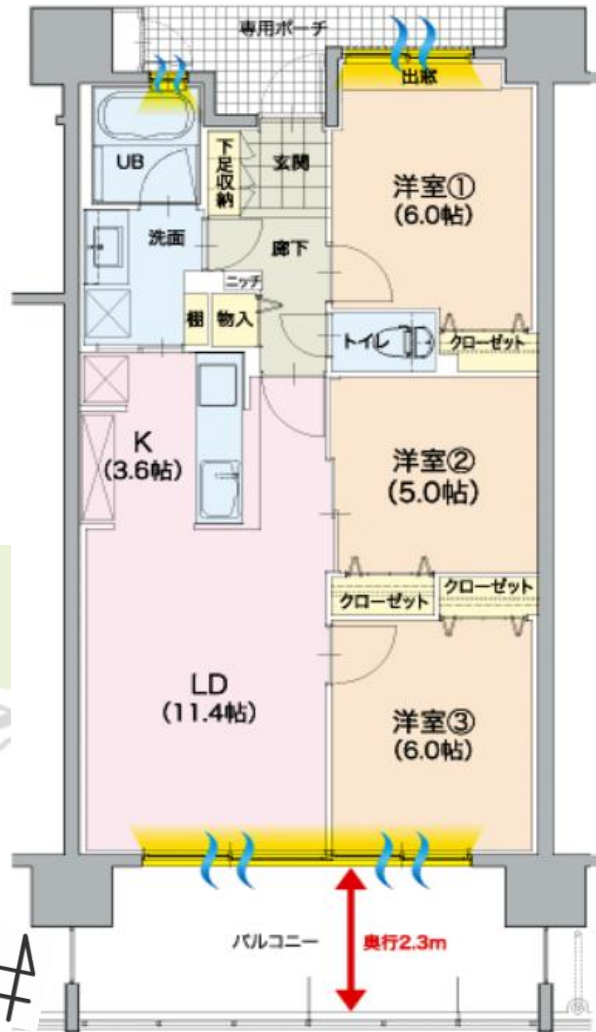 専用ポーチ
出窓
UB
下足収納
玄関
洋室①
(6.0帖)
洗面
廊下
ニッチ
棚
物入
トイレ
クローゼット
K
(3.6帖)
洋室②
(5.0帖)
クローゼット
クローゼット
LD
(11.4帖)
洋室③
(6.0帖)
バルコニー
奥行2.3m